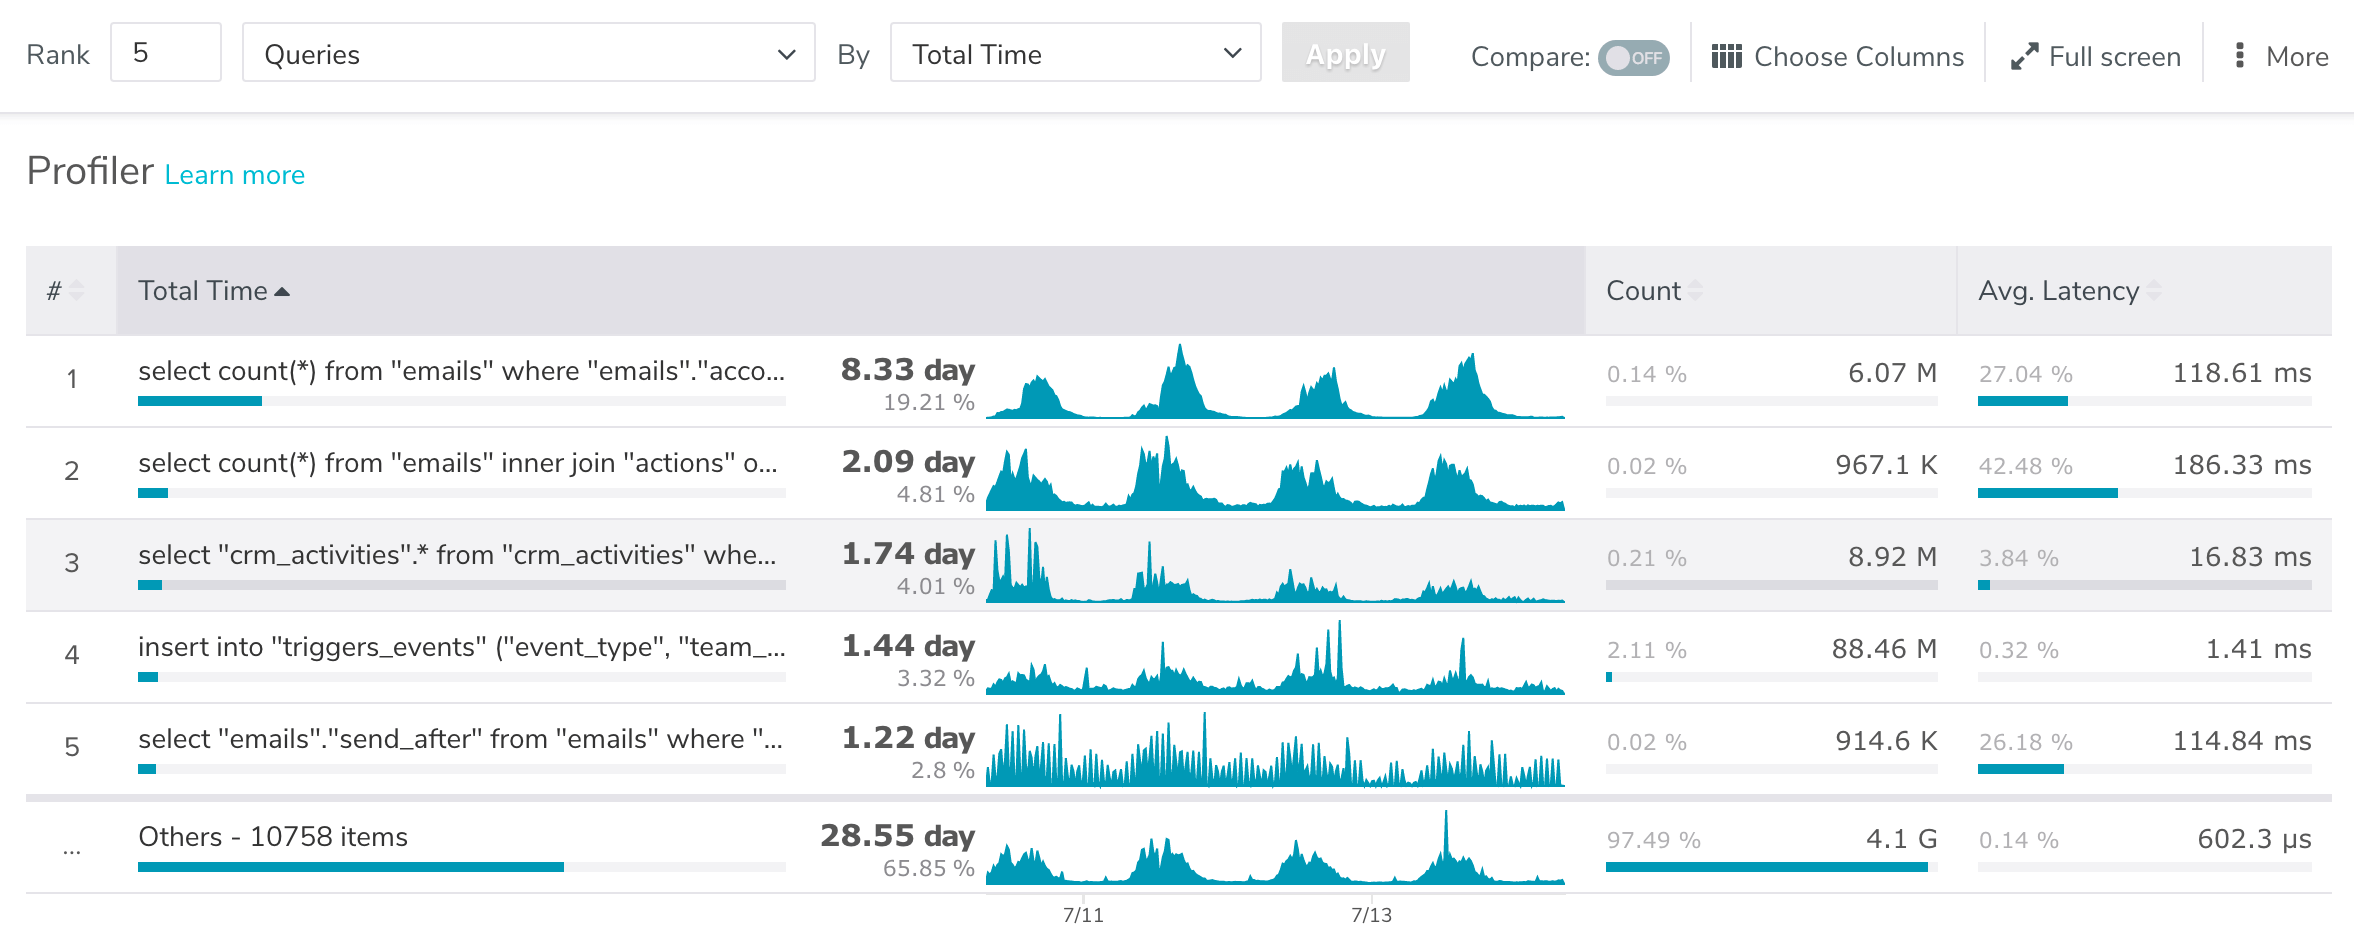 Rank 5 Queries By Total Time Apply Compare: OFF Choose Columns Full screen More
Profiler Learn more
# Total Time Count Avg. Latency
1 select count(*) from "emails" where "emails"."acco... 8.33 day 19.21 % 0.14 % 6.07 M 27.04 % 118.61 ms
2 select count(*) from "emails" inner join "actions" o... 2.09 day 4.81 % 0.02 % 967.1 K 42.48 % 186.33 ms
3 select "crm_activities".* from "crm_activities" whe... 1.74 day 4.01 % 0.21 % 8.92 M 3.84 % 16.83 ms
4 insert into "triggers_events" ("event_type", "team_... 1.44 day 3.32 % 2.11 % 88.46 M 0.32 % 1.41 ms
5 select "emails"."send_after" from "emails" where "... 1.22 day 2.8 % 0.02 % 914.6 K 26.18 % 114.84 ms
... Others - 10758 items 28.55 day 65.85 % 97.49 % 4.1 G 0.14 % 602.3 µs
7/11 7/13